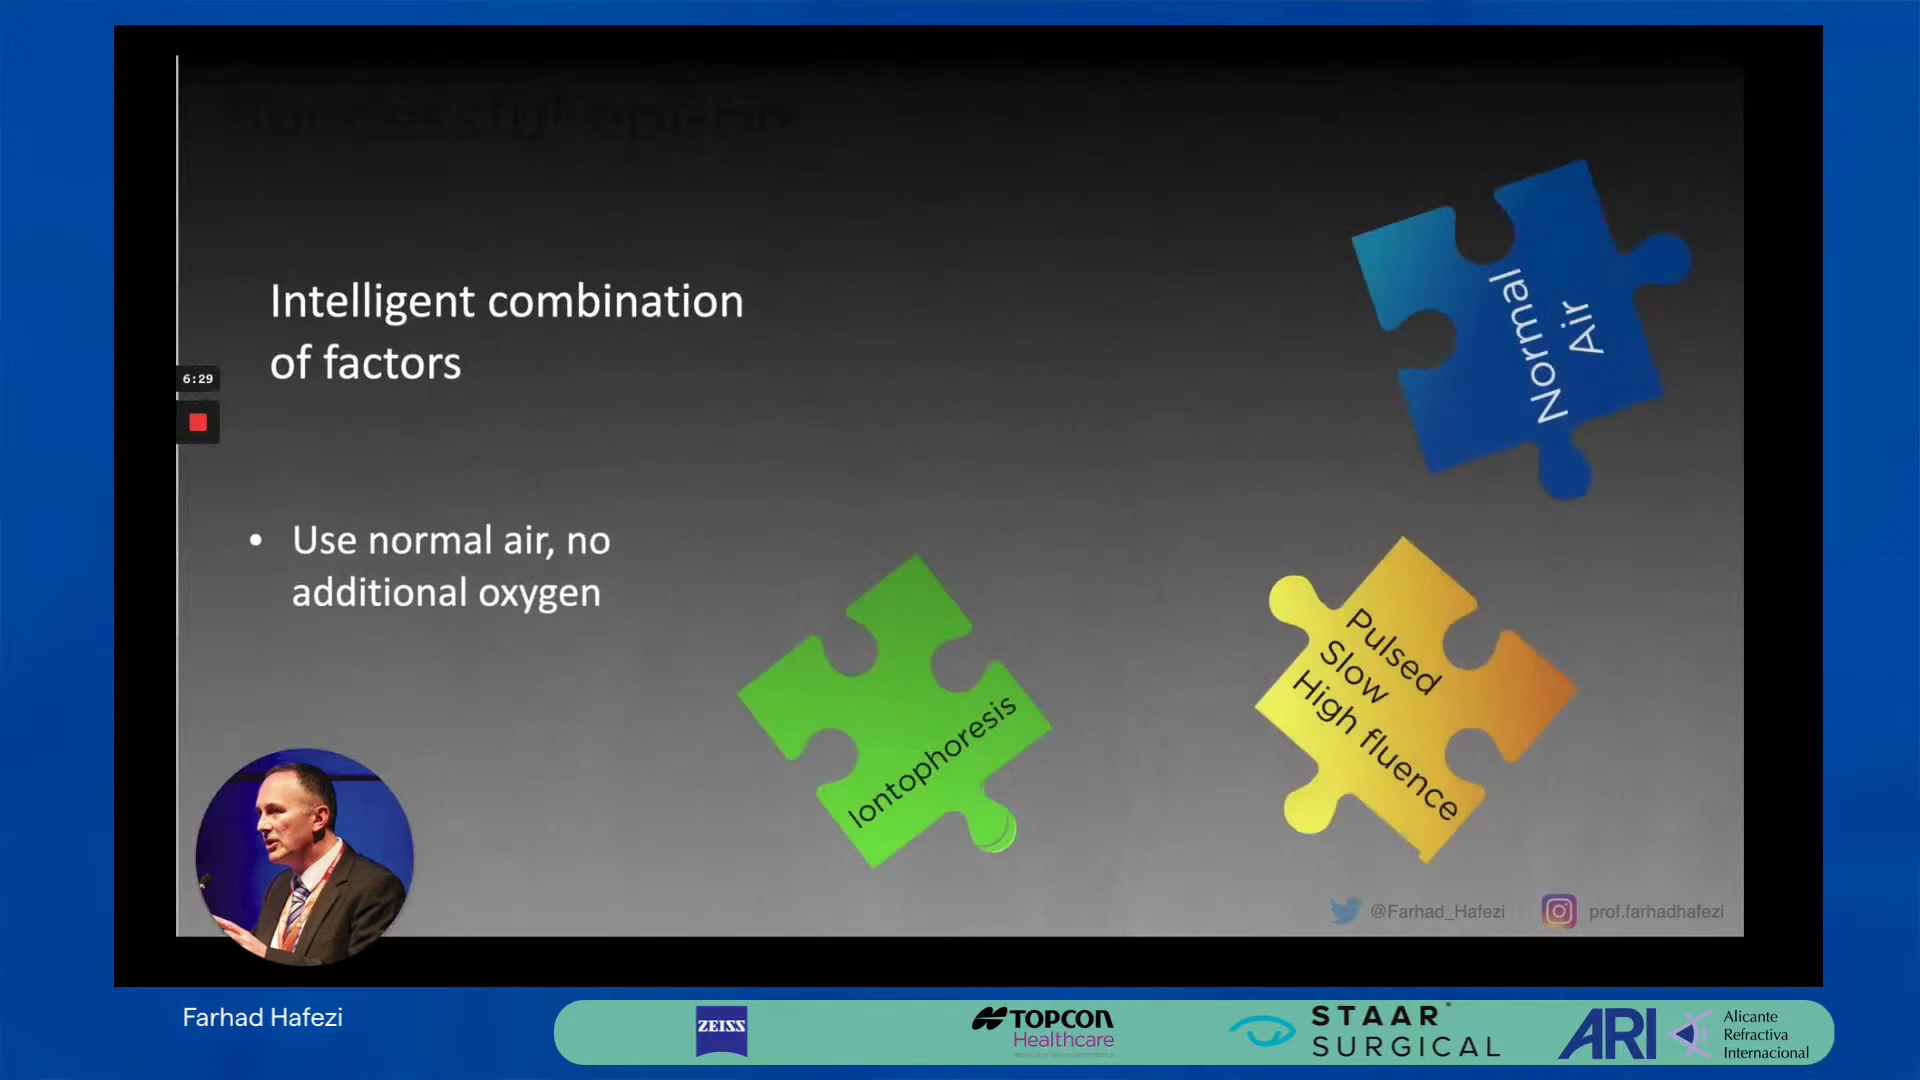 Intelligent combination
of factors
6:29
Use normal air, no
additional oxygen
Normal
Air
Iontophoresis
Pulsed
Slow
High fluence
@Farhad_Hafezi
prof.farhadhafezi
Farhad Hafezi
ZEISS
TOPCON
Healthcare
STAAR
SURGICAL
ARI
Alicante
Refractiva
Internacional